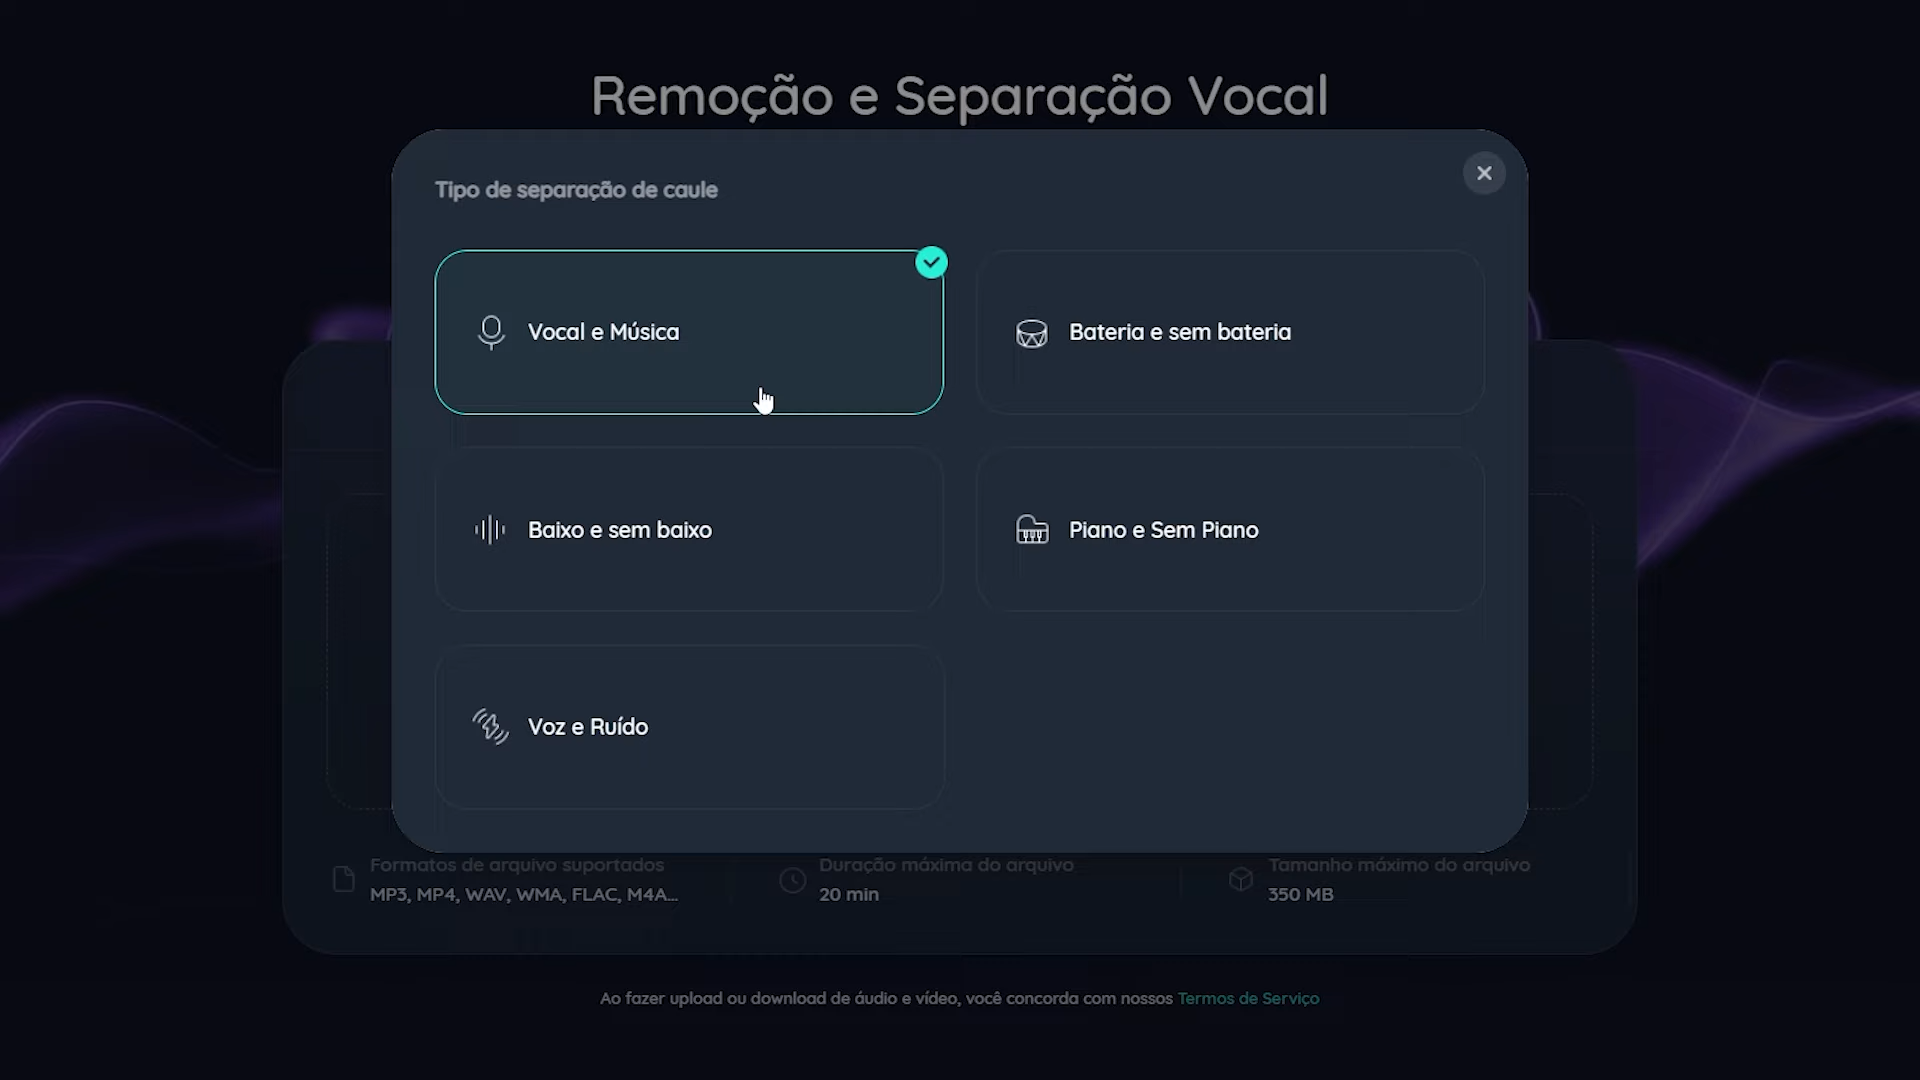 Remoção e Separação Vocal
Tipo de separação de caule
Vocal e Música
Bateria e sem bateria
Baixo e sem baixo
Piano e Sem Piano
Voz e Ruído
Formatos de arquivo suportados
MP3, MP4, WAV, WMA, FLAC, M4A...
Duração máxima do arquivo
20 min
Tamanho máximo do arquivo
350 MB
Ao fazer upload ou download de áudio e vídeo, você concorda com nossos Termos de Serviço